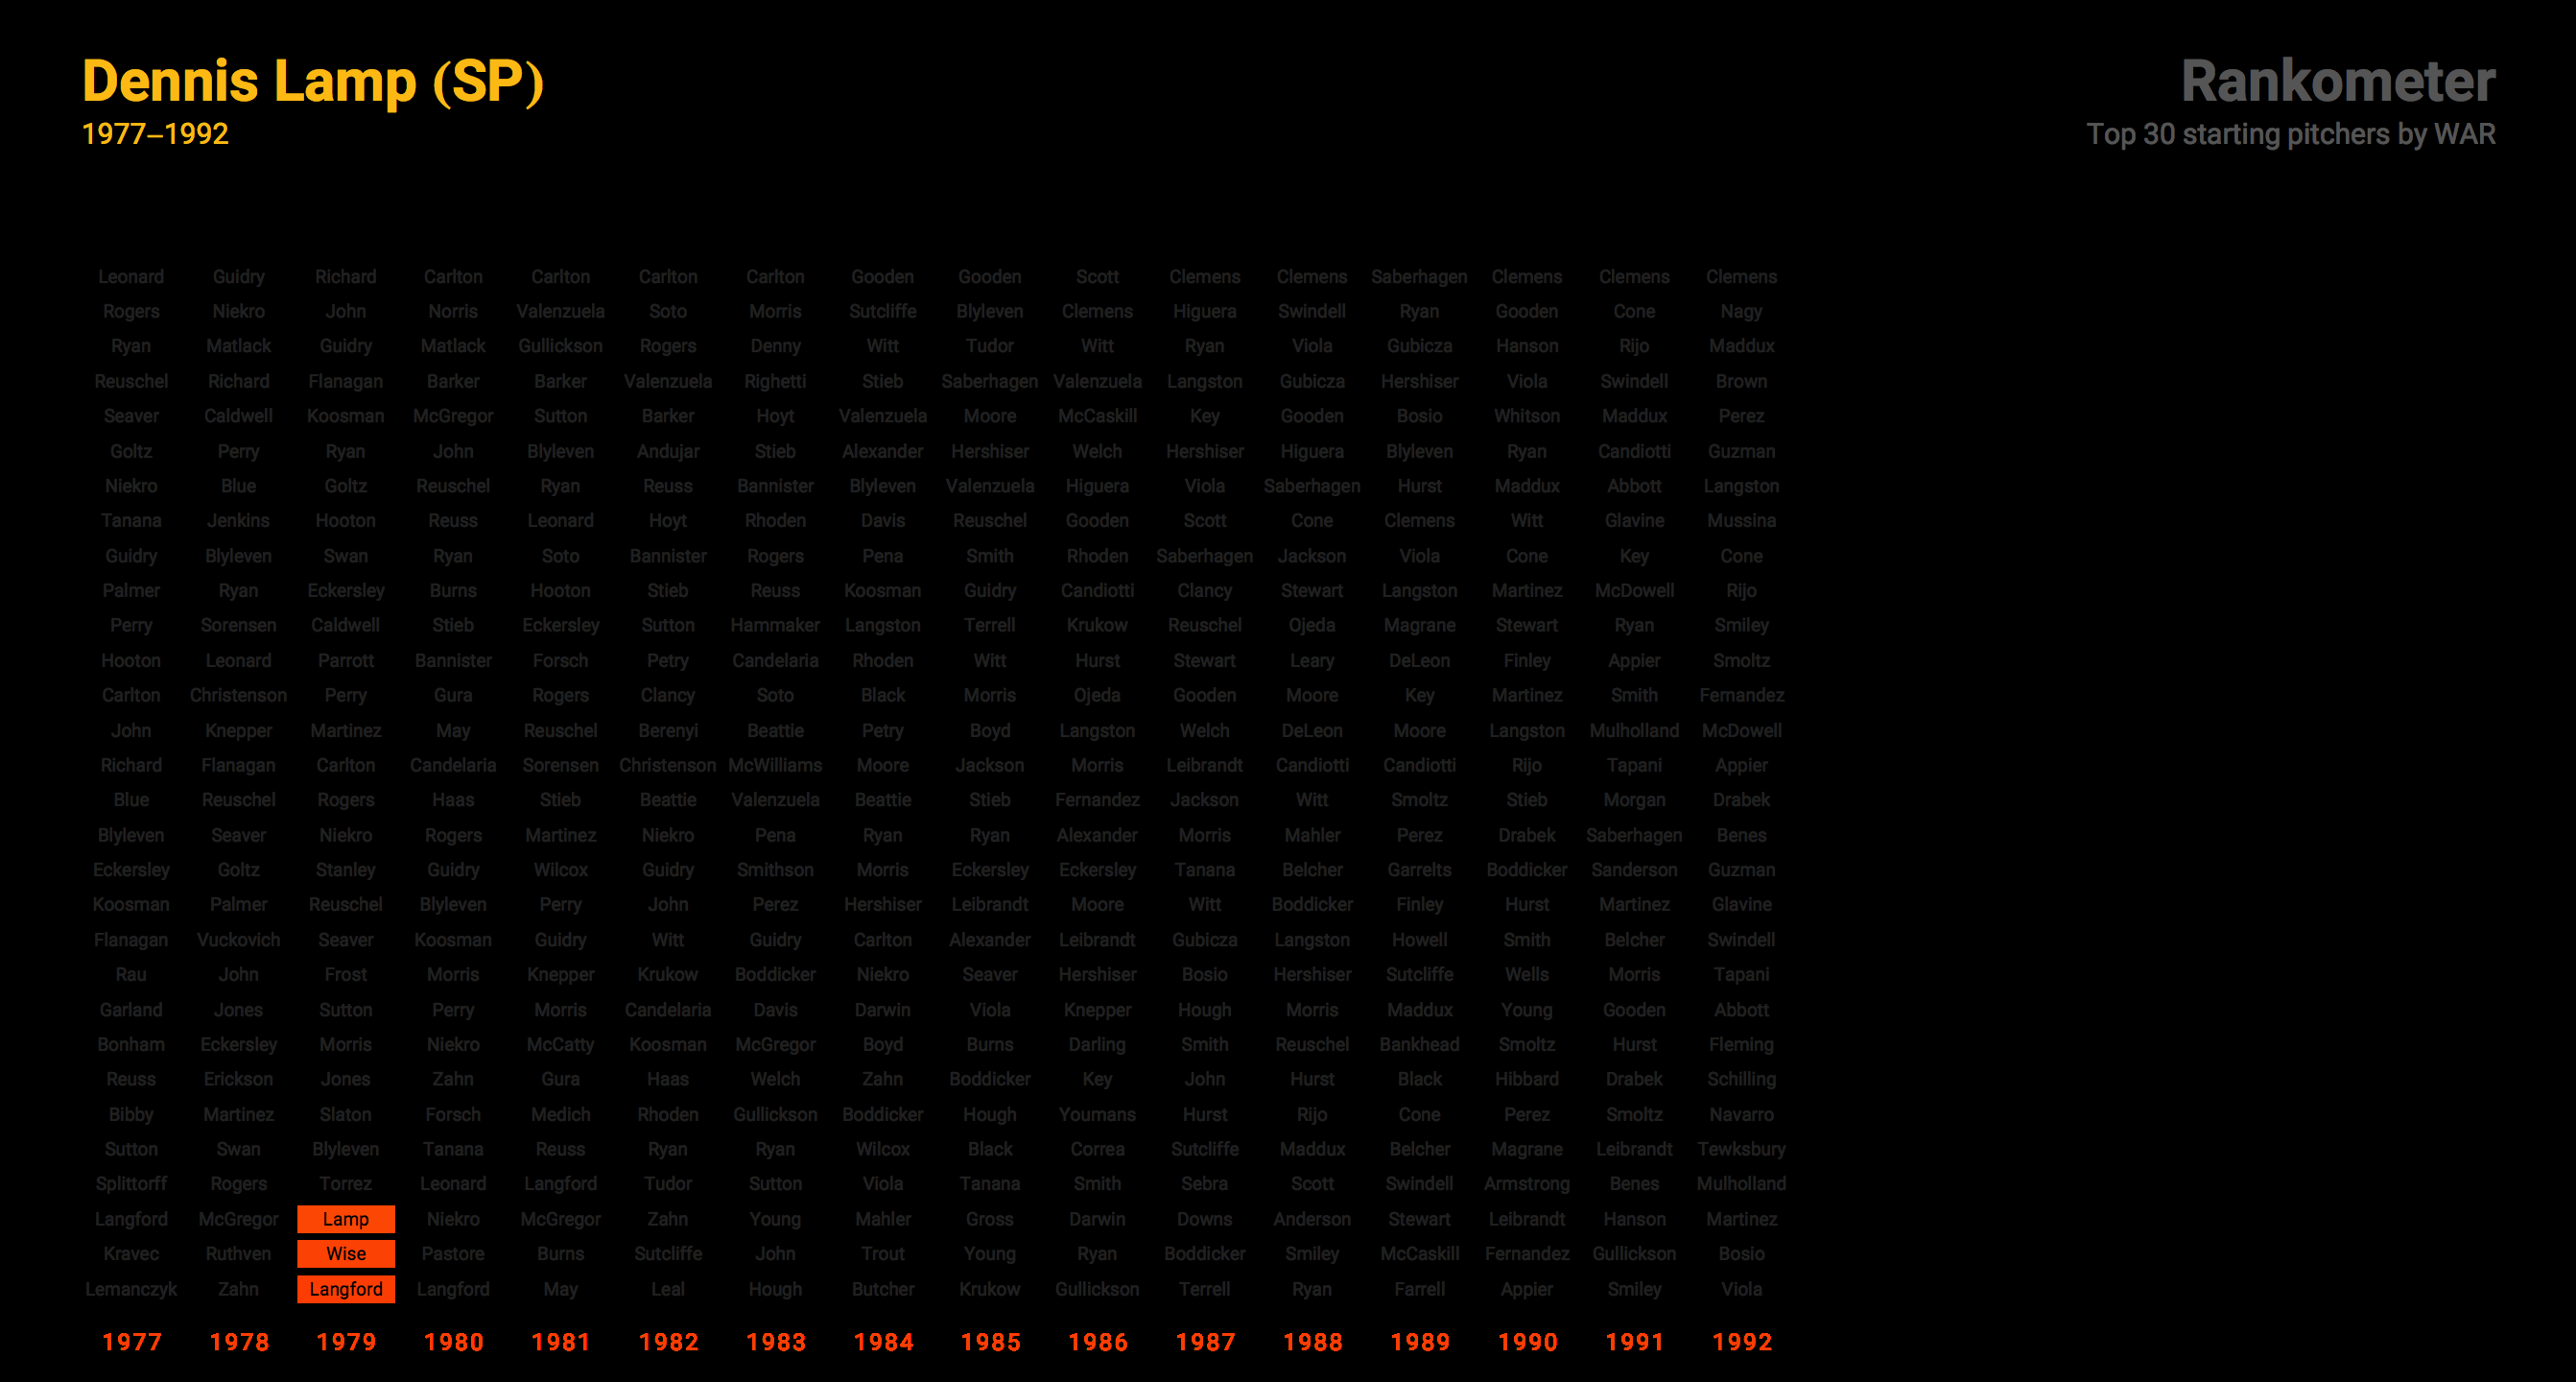 Dennis Lamp (SP)
1977–1992
Rankometer
Top 30 starting pitchers by WAR
Leonard Guidry Richard Carlton Carlton Carlton Carlton Gooden Gooden Scott Clemens Clemens Saberhagen Clemens Clemens Clemens
Rogers Niekro John Norris Valenzuela Soto Morris Sutcliffe Blyleven Clemens Higuera Swindell Ryan Gooden Cone Nagy
Ryan Matlack Guidry Matlack Gullickson Rogers Denny Witt Tudor Witt Ryan Viola Gubicza Hanson Rijo Maddux
Reuschel Richard Flanagan Barker Barker Valenzuela Righetti Stieb Saberhagen Valenzuela Langston Gubicza Hershiser Viola Swindell Brown
Seaver Caldwell Koosman McGregor Sutton Barker Hoyt Valenzuela Moore McCaskill Key Gooden Bosio Whitson Maddux Perez
Goltz Perry Ryan John Blyleven Andujar Stieb Alexander Hershiser Welch Hershiser Higuera Blyleven Ryan Candiotti Guzman
Niekro Blue Goltz Reuschel Ryan Reuss Bannister Blyleven Valenzuela Higuera Viola Saberhagen Hurst Maddux Abbott Langston
Tanana Jenkins Hooton Reuss Leonard Hoyt Rhoden Davis Reuschel Gooden Scott Cone Clemens Witt Glavine Mussina
Guidry Blyleven Swan Ryan Soto Bannister Rogers Pena Smith Rhoden Saberhagen Jackson Viola Cone Key Cone
Palmer Ryan Eckersley Burns Hooton Stieb Reuss Koosman Guidry Candiotti Clancy Stewart Langston Martinez McDowell Rijo
Perry Sorensen Caldwell Stieb Eckersley Sutton Hammaker Langston Terrell Krukow Reuschel Ojeda Magrane Stewart Ryan Smiley
Hooton Leonard Parrott Bannister Forsch Petry Candelaria Rhoden Witt Hurst Stewart Leary DeLeon Finley Appier Smoltz
Carlton Christenson Perry Gura Rogers Clancy Soto Black Morris Ojeda Gooden Moore Key Martinez Smith Fernandez
John Knepper Martinez May Reuschel Berenyi Beattie Petry Boyd Langston Welch DeLeon Moore Langston Mulholland McDowell
Richard Flanagan Carlton Candelaria Sorensen Christenson McWilliams Moore Jackson Morris Leibrandt Candiotti Candiotti Rijo Tapani Appier
Blue Reuschel Rogers Haas Stieb Beattie Valenzuela Beattie Stieb Fernandez Jackson Witt Smoltz Stieb Morgan Drabek
Blyleven Seaver Niekro Rogers Martinez Niekro Pena Ryan Ryan Alexander Morris Mahler Perez Drabek Saberhagen Benes
Eckersley Goltz Stanley Guidry Wilcox Guidry Smithson Morris Eckersley Eckersley Tanana Belcher Garrelts Boddicker Sanderson Guzman
Koosman Palmer Reuschel Blyleven Perry John Perez Hershiser Leibrandt Moore Witt Boddicker Finley Hurst Martinez Glavine
Flanagan Vuckovich Seaver Koosman Guidry Witt Guidry Carlton Alexander Leibrandt Gubicza Langston Howell Smith Belcher Swindell
Rau John Frost Morris Knepper Krukow Boddicker Niekro Seaver Hershiser Bosio Hershiser Sutcliffe Wells Morris Tapani
Garland Jones Sutton Perry Morris Candelaria Davis Darwin Viola Knepper Hough Morris Maddux Young Gooden Abbott
Bonham Eckersley Morris Niekro McCatty Koosman McGregor Boyd Burns Darling Smith Reuschel Bankhead Smoltz Hurst Fleming
Reuss Erickson Jones Zahn Gura Haas Welch Zahn Boddicker Key John Hurst Black Hibbard Drabek Schilling
Bibby Martinez Slaton Forsch Medich Rhoden Gullickson Boddicker Hough Youmans Hurst Rijo Cone Perez Smoltz Navarro
Sutton Swan Blyleven Tanana Reuss Ryan Ryan Wilcox Black Correa Sutcliffe Maddux Belcher Magrane Leibrandt Tewksbury
Splittorff Rogers Torrez Leonard Langford Tudor Sutton Viola Tanana Smith Sebra Scott Swindell Armstrong Benes Mulholland
Langford McGregor Lamp Niekro McGregor Zahn Young Mahler Gross Darwin Downs Anderson Stewart Leibrandt Hanson Martinez
Kravec Ruthven Wise Pastore Burns Sutcliffe John Trout Young Ryan Boddicker Smiley McCaskill Fernandez Gullickson Bosio
Lemanczyk Zahn Langford Langford May Leal Hough Butcher Krukow Gullickson Terrell Ryan Farrell Appier Smiley Viola
1977 1978 1979 1980 1981 1982 1983 1984 1985 1986 1987 1988 1989 1990 1991 1992